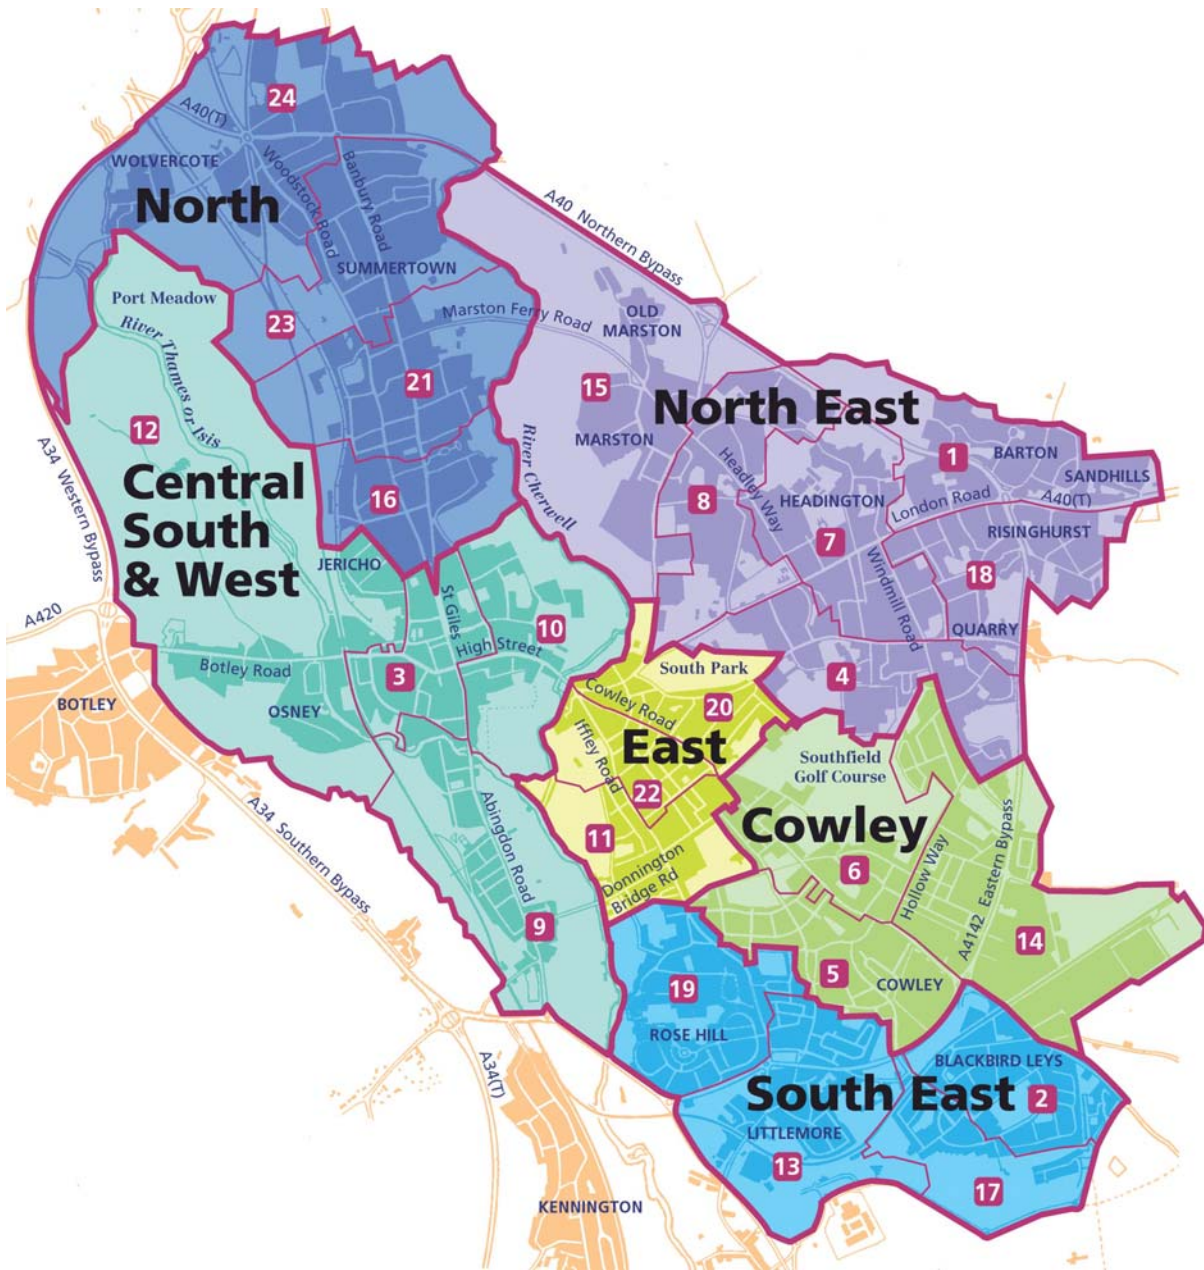 24
A40(T)
WOLVERCOTE
Woodstock Road
Banbury Road
North
A40 Northern Bypass
SUMMERTOWN
Port Meadow
River Thames or Isis
23
Marston Ferry Road
OLD
MARSTON
21
15
North East
12
MARSTON
River Cherwell
1
BARTON
SANDHILLS
A34 Western Bypass
Central
South
& West
16
8
Headley Way
HEADINGTON
London Road
A40(T)
RISINGHURST
7
JERICHO
18
Windmill Road
A420
St Giles
10
High Street
QUARRY
Botley Road
3
South Park
4
BOTLEY
OSNEY
Cowley Road
20
Iffley Road
East
Southfield
Golf Course
22
A34 Southern Bypass
Abingdon Road
11
Cowley
Donnington
Bridge Rd
6
Hollow Way
A4142 Eastern Bypass
9
14
5
COWLEY
19
ROSE HILL
A34(T)
BLACKBIRD LEYS
South East
2
LITTLEMORE
13
17
KENNINGTON